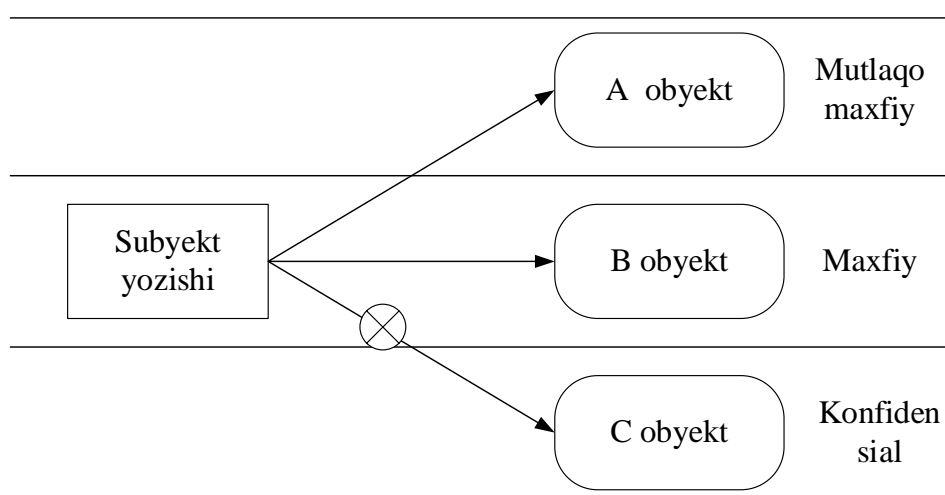 A obyekt
Mutlaqo
maxfiy
Subyekt
yozishi
B obyekt
Maxfiy
C obyekt
Konfiden
sial